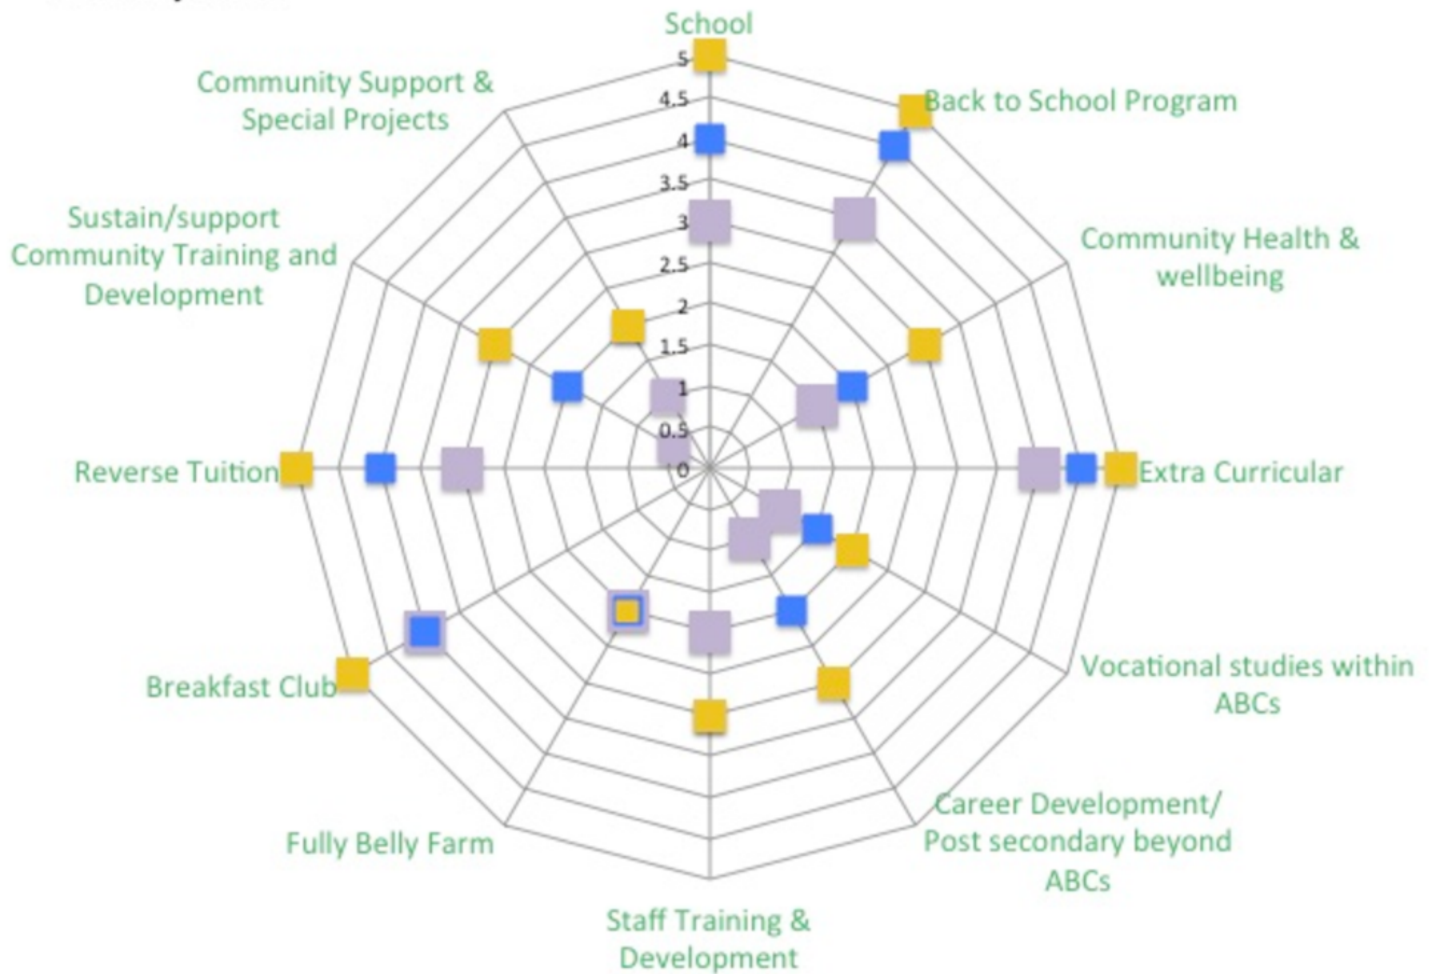 School
5
4.5
4
3.5
3
2.5
2
1.5
1
0.5
0
Back to School Program
Community Health &
wellbeing
Extra Curricular
Vocational studies within
ABCs
Career Development/
Post secondary beyond
ABCs
Staff Training &
Development
Fully Belly Farm
Breakfast Club
Reverse Tuition
Sustain/support
Community Training and
Development
Community Support &
Special Projects